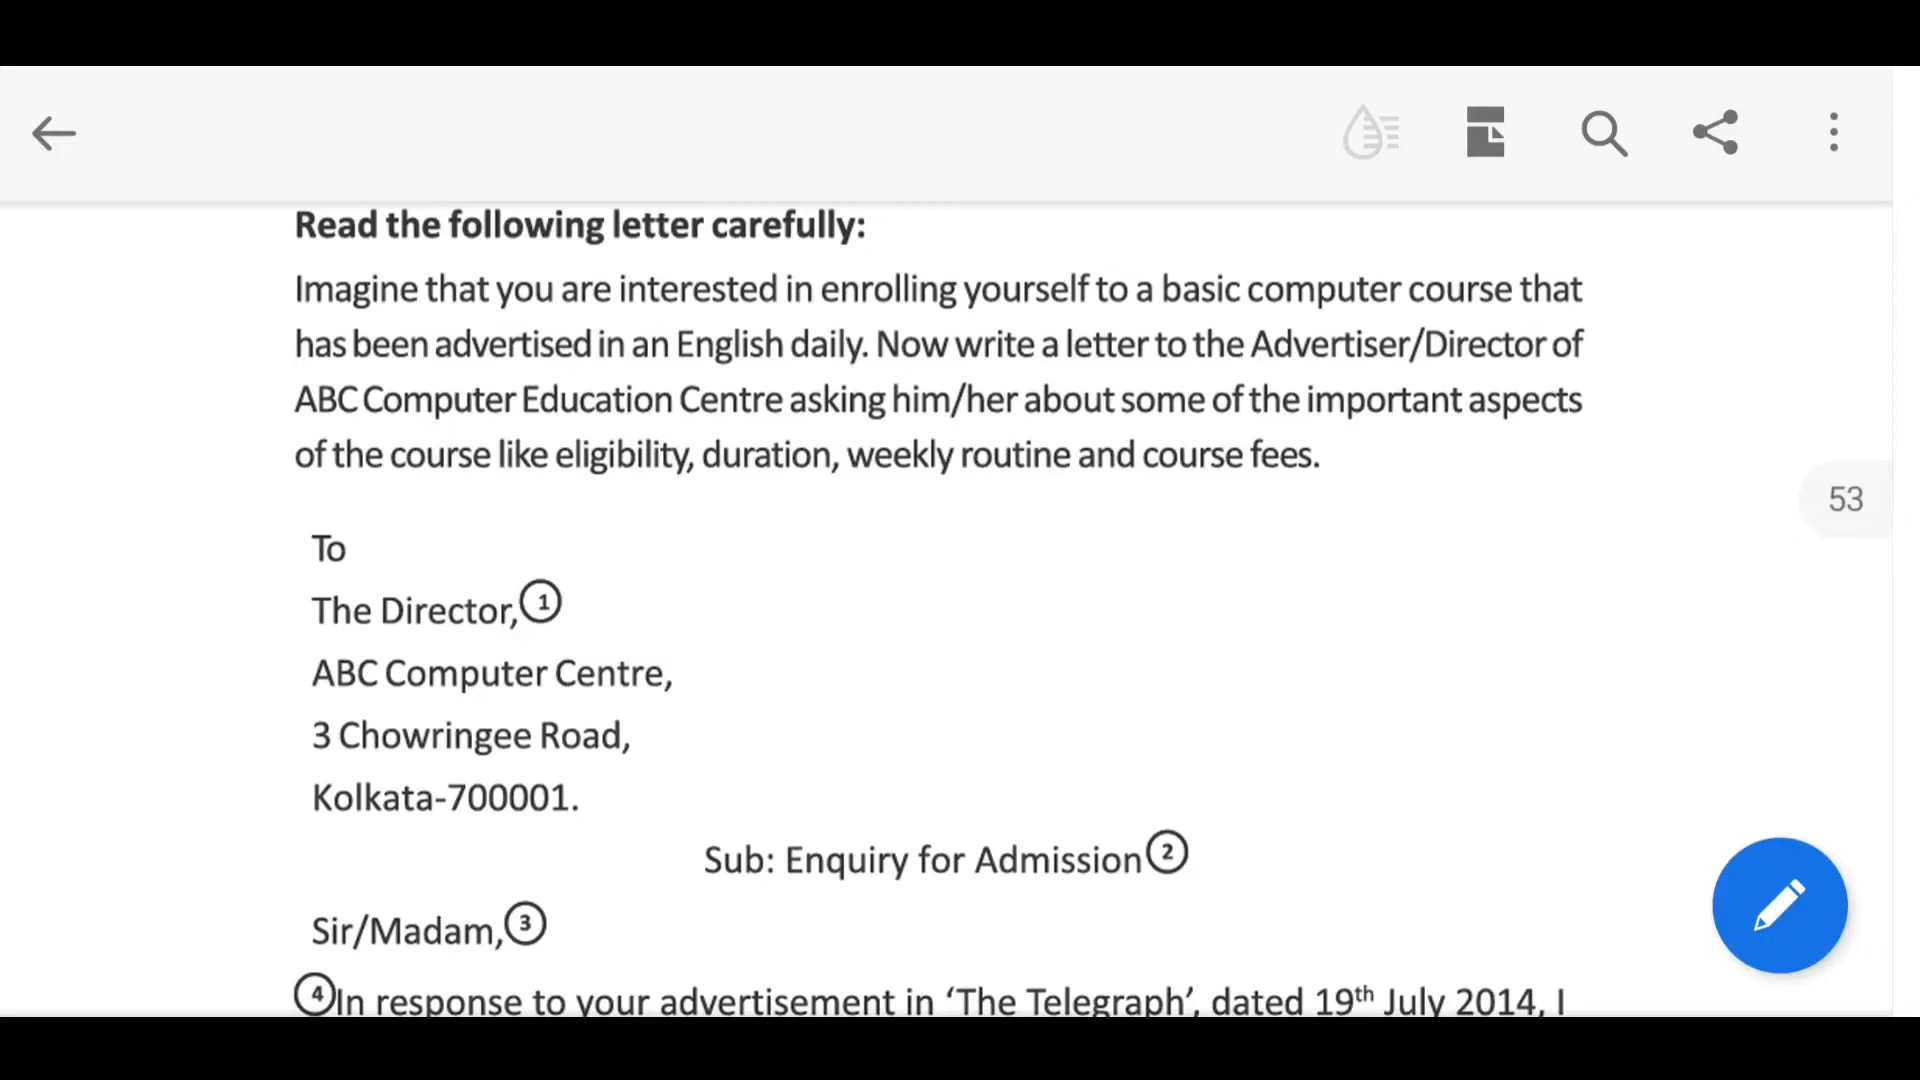 Read the following letter carefully:
Imagine that you are interested in enrolling yourself to a basic computer course that
has been advertised in an English daily. Now write a letter to the Advertiser/Director of
ABC Computer Education Centre asking him/her about some of the important aspects
of the course like eligibility, duration, weekly routine and course fees.
53
To
The Director,①
ABC Computer Centre,
3 Chowringee Road,
Kolkata-700001.
Sub: Enquiry for Admission②
Sir/Madam,③
④In response to your advertisement in ‘The Telegraph’, dated 19th July 2014, I